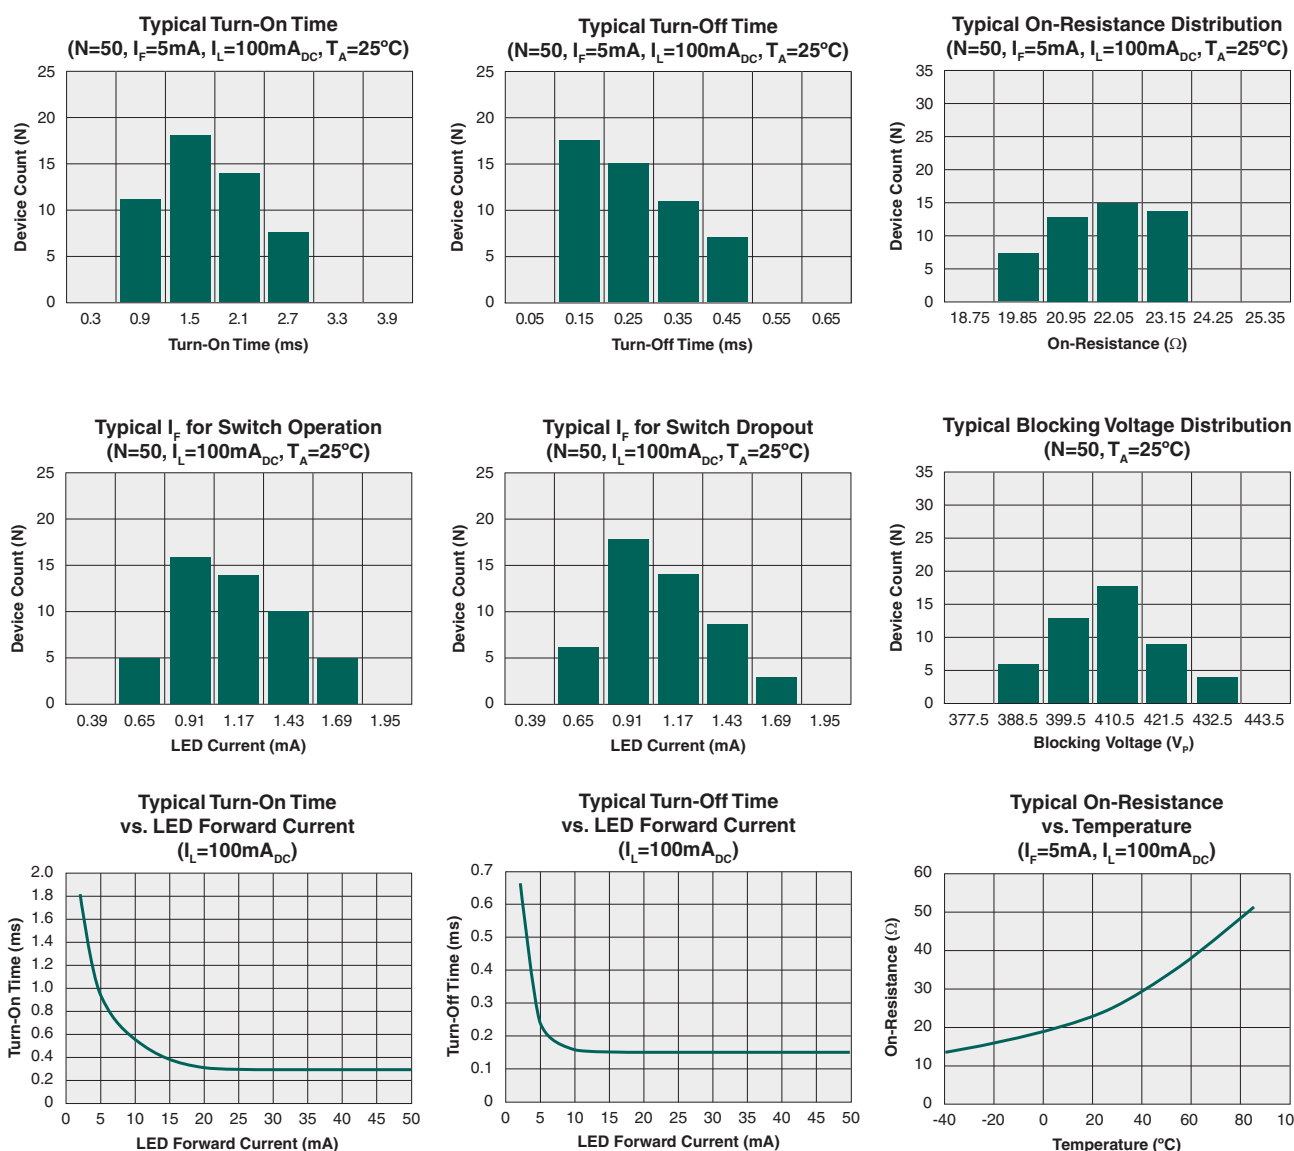 Typical Turn-On Time
(N=50, IF=5mA, IL=100mADC, TA=25ºC)
25
20
15
10
5
0
Device Count (N)
0.3 0.9 1.5 2.1 2.7 3.3 3.9
Turn-On Time (ms)
Typical Turn-Off Time
(N=50, IF=5mA, IL=100mADC, TA=25ºC)
25
20
15
10
5
0
Device Count (N)
0.05 0.15 0.25 0.35 0.45 0.55 0.65
Turn-Off Time (ms)
Typical On-Resistance Distribution
(N=50, IF=5mA, IL=100mADC, TA=25ºC)
35
30
25
20
15
10
5
0
Device Count (N)
18.75 19.85 20.95 22.05 23.15 24.25 25.35
On-Resistance (Ω)
Typical IF for Switch Operation
(N=50, IL=100mADC, TA=25ºC)
25
20
15
10
5
0
Device Count (N)
0.39 0.65 0.91 1.17 1.43 1.69 1.95
LED Current (mA)
Typical IF for Switch Dropout
(N=50, IL=100mADC, TA=25ºC)
25
20
15
10
5
0
Device Count (N)
0.39 0.65 0.91 1.17 1.43 1.69 1.95
LED Current (mA)
Typical Blocking Voltage Distribution
(N=50, TA=25ºC)
35
30
25
20
15
10
5
0
Device Count (N)
377.5 388.5 399.5 410.5 421.5 432.5 443.5
Blocking Voltage (VP)
Typical Turn-On Time
vs. LED Forward Current
(IL=100mADC)
2.0
1.8
1.6
1.4
1.2
1.0
0.8
0.6
0.4
0.2
0
Turn-On Time (ms)
0 5 10 15 20 25 30 35 40 45 50
LED Forward Current (mA)
Typical Turn-Off Time
vs. LED Forward Current
(IL=100mADC)
0.7
0.6
0.5
0.4
0.3
0.2
0.1
0
Turn-Off Time (ms)
0 5 10 15 20 25 30 35 40 45 50
LED Forward Current (mA)
Typical On-Resistance
vs. Temperature
(IF=5mA, IL=100mADC)
60
50
40
30
20
10
0
On-Resistance (Ω)
-40 -20 0 20 40 60 80
Temperature (ºC)